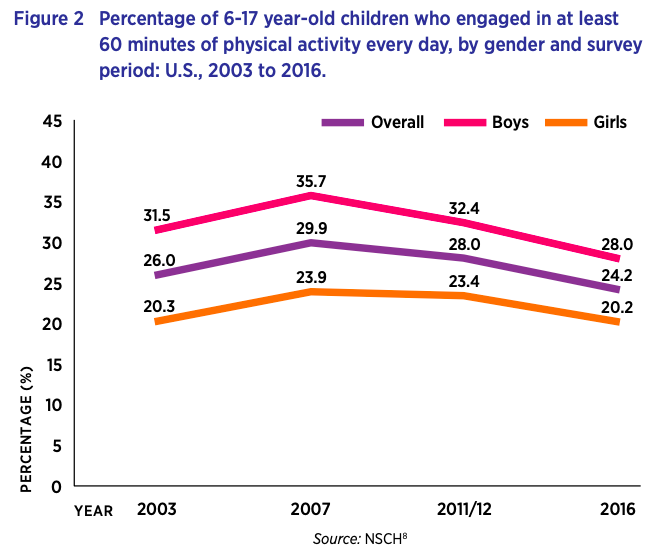 Figure 2 Percentage of 6-17 year-old children who engaged in at least
60 minutes of physical activity every day, by gender and survey
period: U.S., 2003 to 2016.
Overall Boys Girls
45
40
35
30
25
20
15
10
5
0
PERCENTAGE (%)
31.5 35.7 32.4 28.0
26.0 29.9 28.0 24.2
20.3 23.9 23.4 20.2
YEAR 2003 2007 2011/12 2016
Source: NSCH⁸